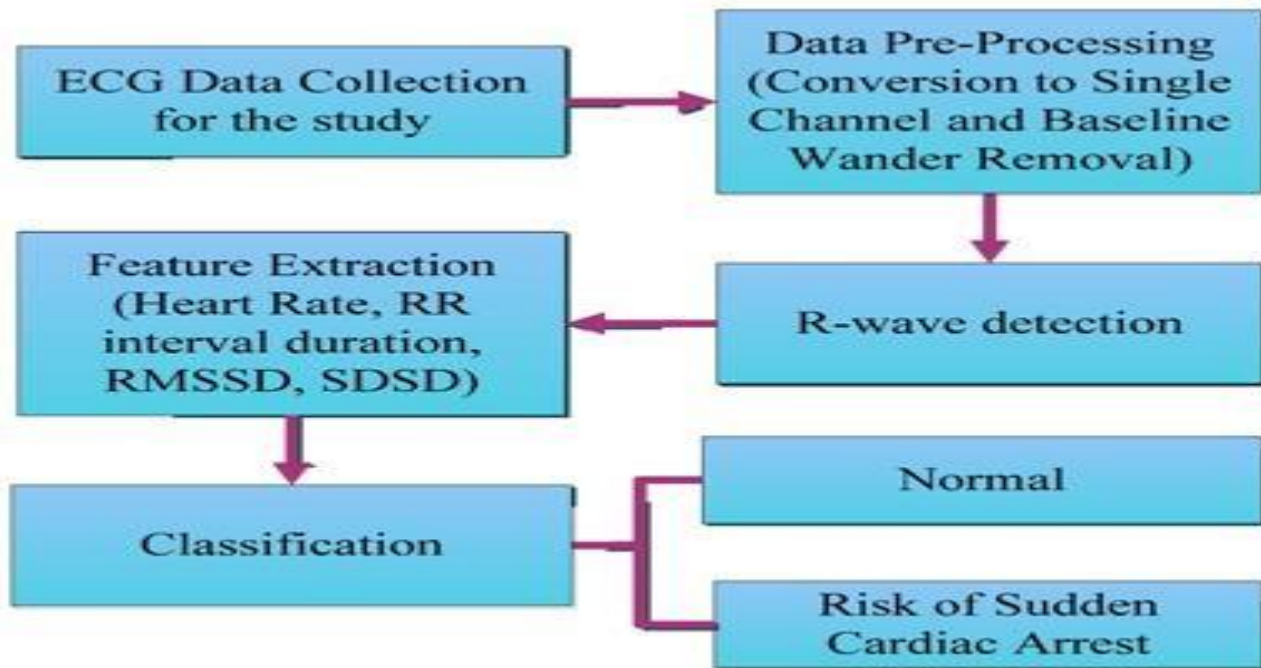 ECG Data Collection
for the study
Data Pre-Processing
(Conversion to Single
Channel and Baseline
Wander Removal)
R-wave detection
Feature Extraction
(Heart Rate, RR
interval duration,
RMSSD, SDSD)
Classification
Normal
Risk of Sudden
Cardiac Arrest